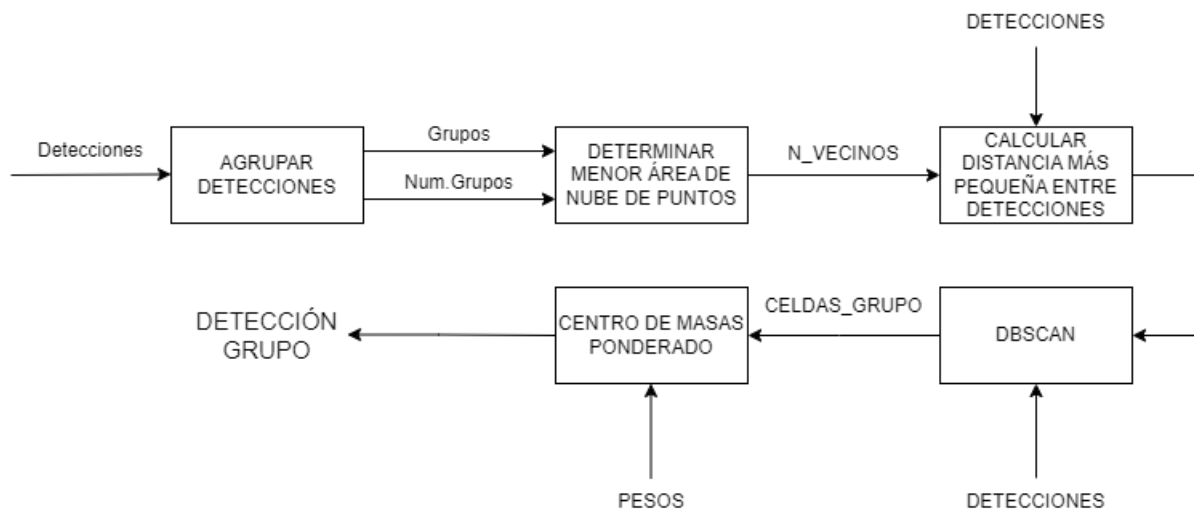 DETECCIONES
Detecciones
AGRUPAR
DETECCIONES
Grupos
Num.Grupos
DETERMINAR
MENOR ÁREA DE
NUBE DE PUNTOS
N_VECINOS
CALCULAR
DISTANCIA MÁS
PEQUEÑA ENTRE
DETECCIONES
DETECCIÓN
GRUPO
CENTRO DE MASAS
PONDERADO
CELDAS_GRUPO
DBSCAN
PESOS
DETECCIONES